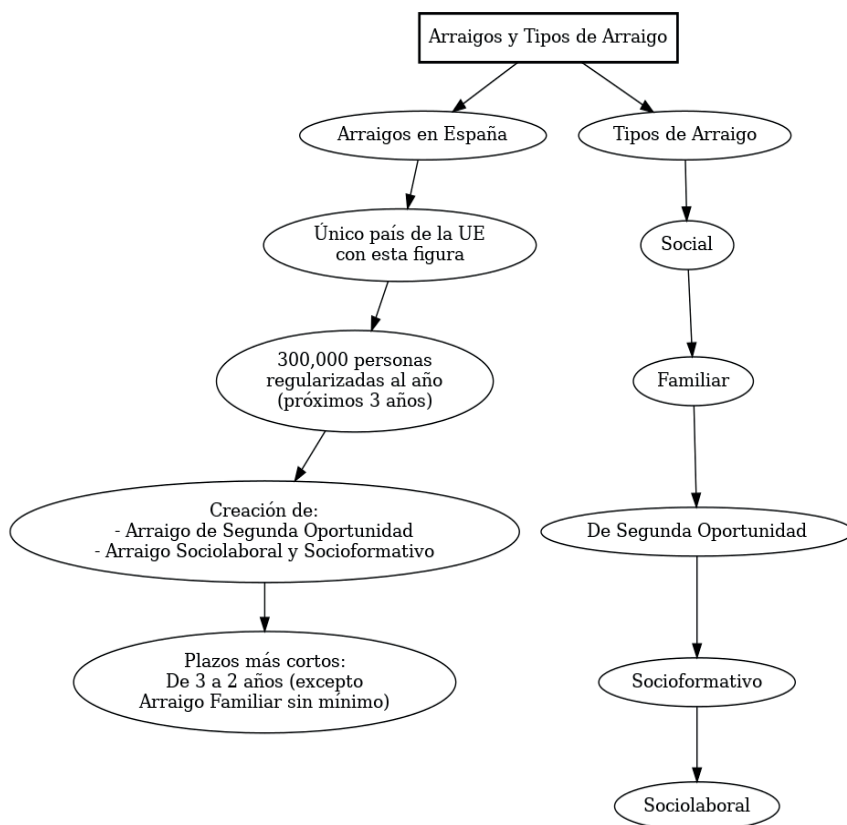 Arraigos y Tipos de Arraigo
Arraigos en España
Tipos de Arraigo
Único país de la UE
con esta figura
Social
300,000 personas
regularizadas al año
(próximos 3 años)
Familiar
Creación de:
- Arraigo de Segunda Oportunidad
- Arraigo Sociolaboral y Socioformativo
De Segunda Oportunidad
Plazos más cortos:
De 3 a 2 años (excepto
Arraigo Familiar sin mínimo)
Socioformativo
Sociolaboral